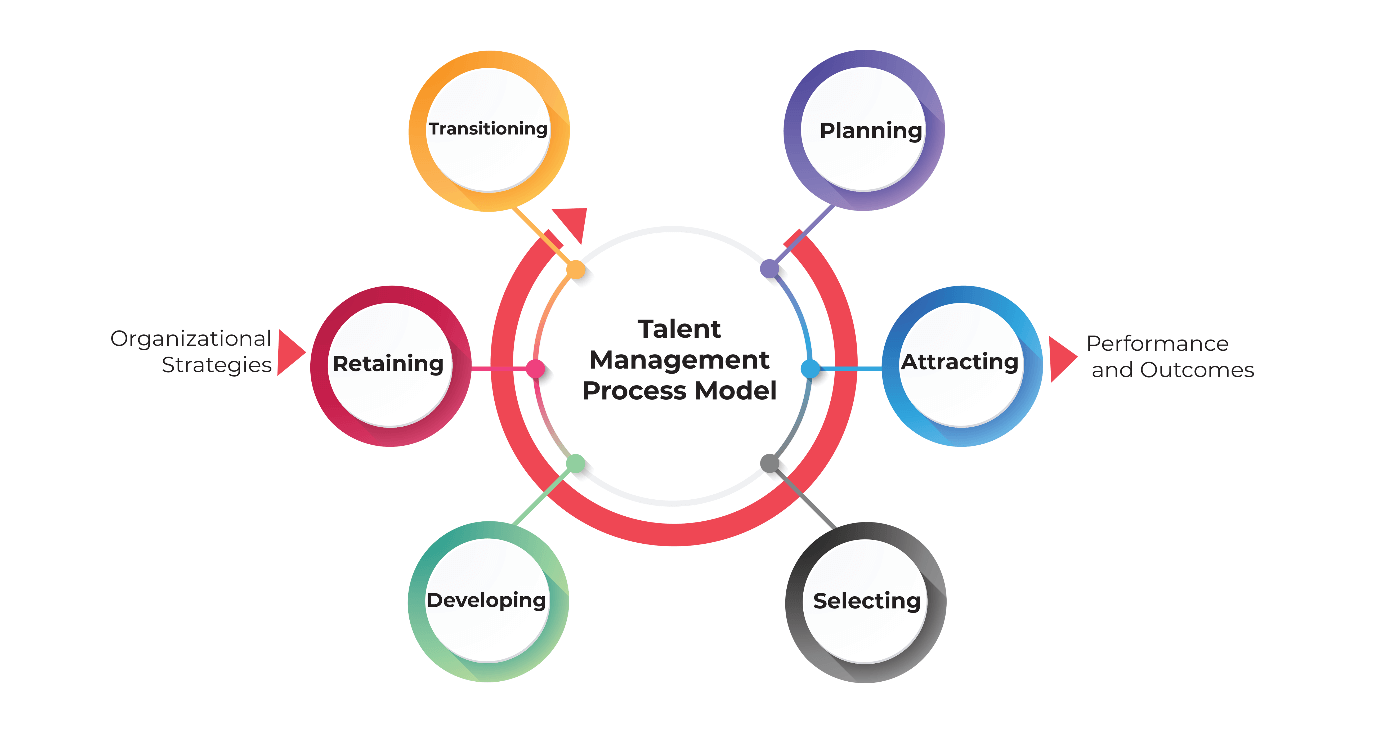 Transitioning
Planning
Organizational
Strategies
Retaining
Talent
Management
Process Model
Attracting
Performance
and Outcomes
Developing
Selecting